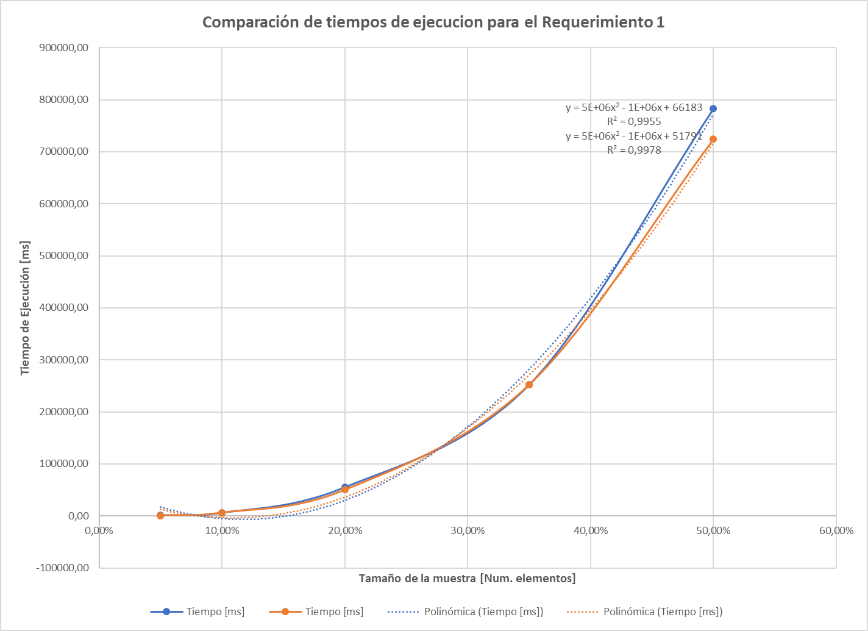 Comparación de tiempos de ejecucion para el Requerimiento 1
900000,00
800000,00
700000,00
600000,00
500000,00
400000,00
300000,00
200000,00
100000,00
0,00
-100000,00
Tiempo de Ejecución [ms]
y = 5E+06x² - 1E+06x + 66183
R² = 0,9955
y = 5E+06x² - 1E+06x + 51791
R² = 0,9978
0,00% 10,00% 20,00% 30,00% 40,00% 50,00% 60,00%
Tamaño de la muestra [Num. elementos]
Tiempo [ms] Tiempo [ms] Polinómica (Tiempo [ms]) Polinómica (Tiempo [ms])